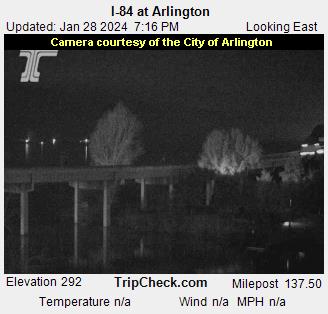 I-84 at Arlington
Updated: Jan 28 2024 7:16 PM Looking East
Camera courtesy of the City of Arlington
Elevation 292 TripCheck.com Milepost 137.50
Temperature n/a Wind n/a MPH n/a